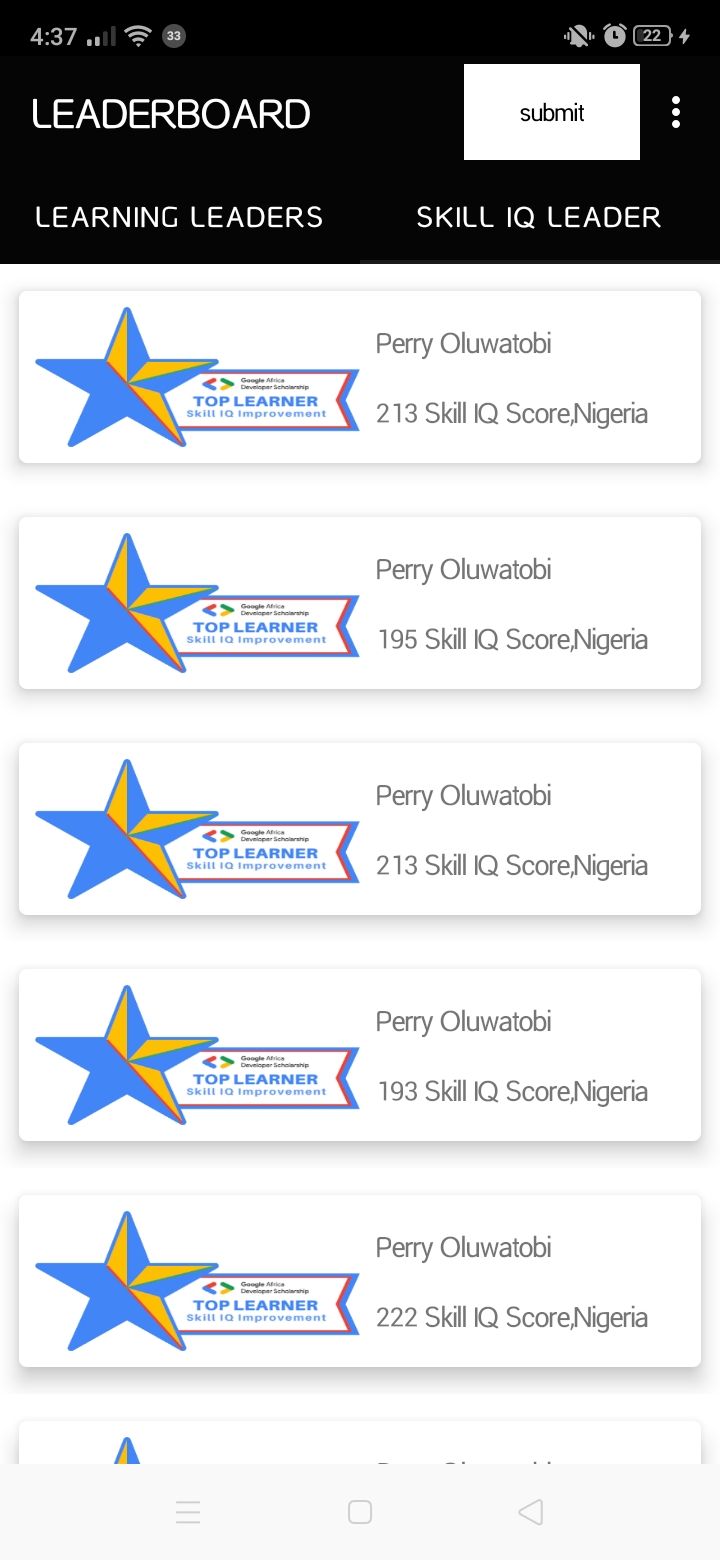 4:37
33
22
LEADERBOARD
submit
LEARNING LEADERS
SKILL IQ LEADER
Google Africa
Developer Scholarship
TOP LEARNER
Skill IQ Improvement
Perry Oluwatobi
213 Skill IQ Score,Nigeria
Google Africa
Developer Scholarship
TOP LEARNER
Skill IQ Improvement
Perry Oluwatobi
195 Skill IQ Score,Nigeria
Google Africa
Developer Scholarship
TOP LEARNER
Skill IQ Improvement
Perry Oluwatobi
213 Skill IQ Score,Nigeria
Google Africa
Developer Scholarship
TOP LEARNER
Skill IQ Improvement
Perry Oluwatobi
193 Skill IQ Score,Nigeria
Google Africa
Developer Scholarship
TOP LEARNER
Skill IQ Improvement
Perry Oluwatobi
222 Skill IQ Score,Nigeria